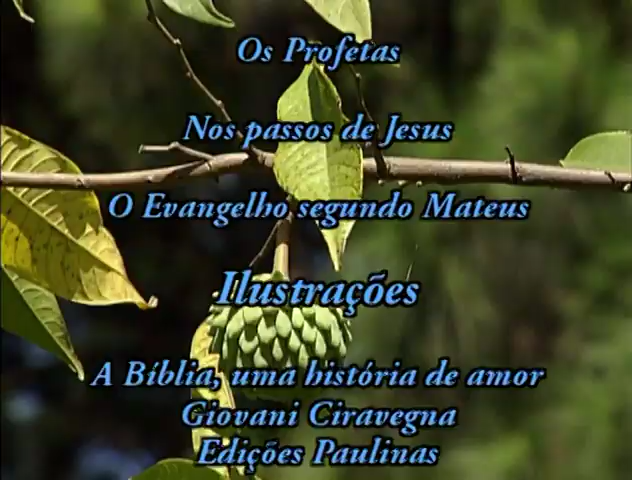 Os Profetas
Nos passos de Jesus
O Evangelho segundo Mateus
Ilustrações
A Bíblia, uma história de amor
Giovani Ciravegna
Edições Paulinas